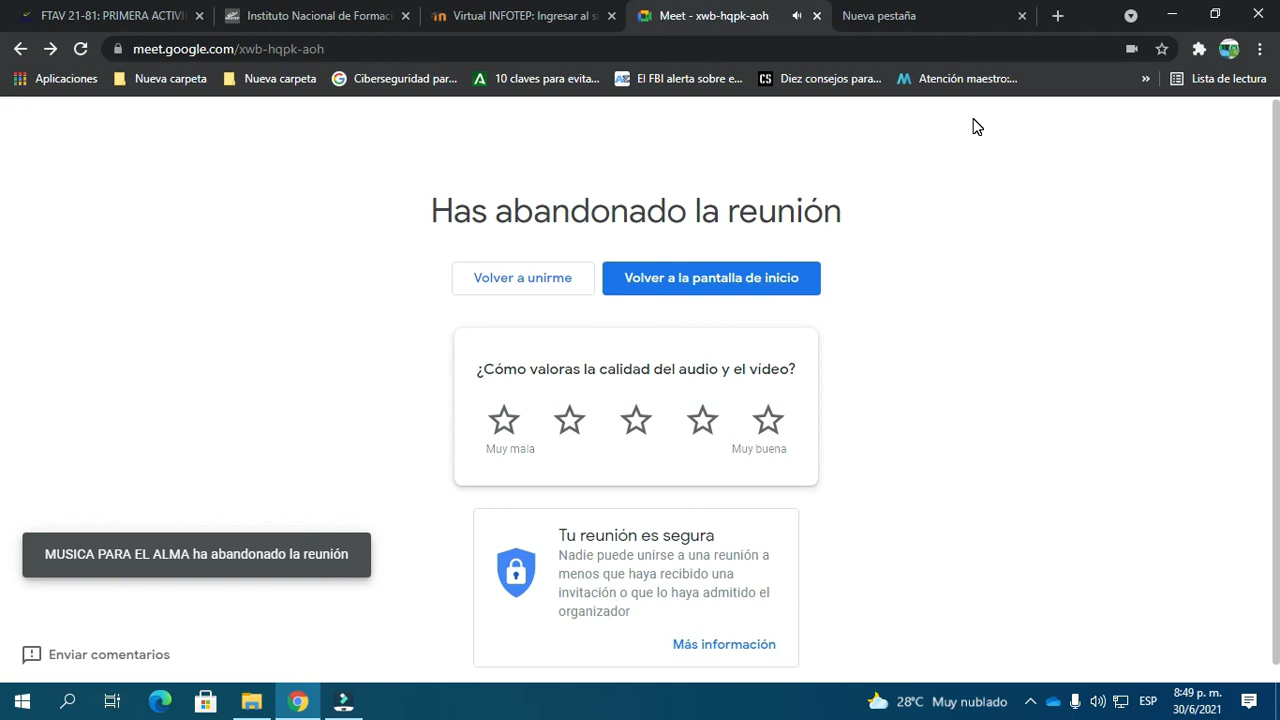 FTAV 21-81: PRIMERA ACTIVI
Instituto Nacional de Formac
Virtual INFOTEP: Ingresar al si
Meet - xwb-hqpk-aoh
Nueva pestaña
meet.google.com/xwb-hqpk-aoh
Aplicaciones
Nueva carpeta
Nueva carpeta
Ciberseguridad par...
10 claves para evita...
El FBI alerta sobre e...
CS
Diez consejos para...
Atención maestro:...
»
Lista de lectura
Has abandonado la reunión
Volver a unirme
Volver a la pantalla de inicio
¿Cómo valoras la calidad del audio y el vídeo?
Muy mala
Muy buena
Tu reunión es segura
Nadie puede unirse a una reunión a
menos que haya recibido una
invitación o que lo haya admitido el
organizador
Más información
MUSICA PARA EL ALMA ha abandonado la reunión
Enviar comentarios
28°C Muy nublado
ESP
8:49 p. m.
30/6/2021